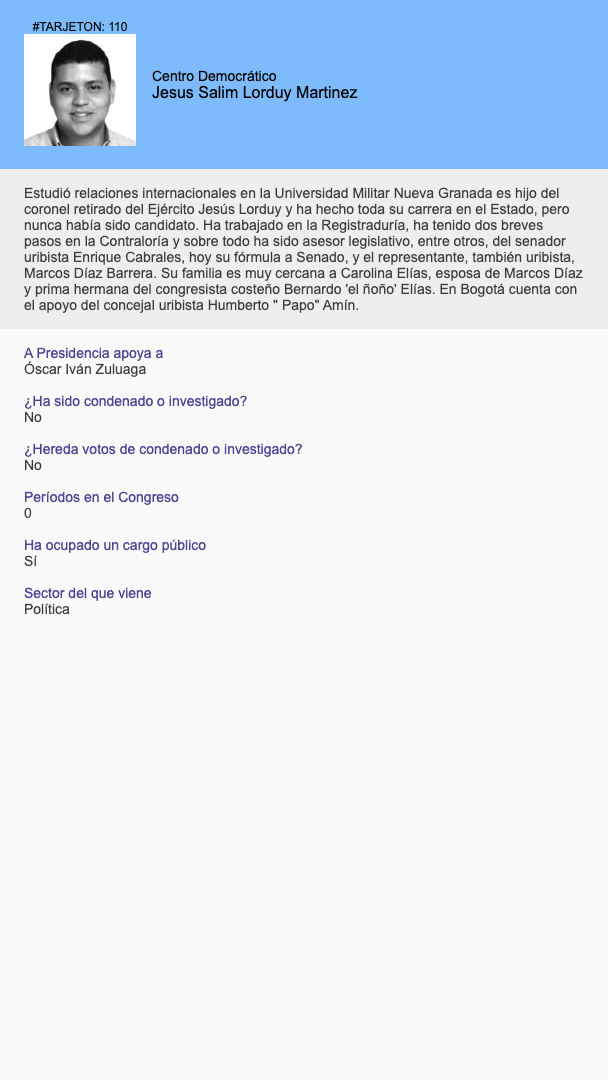 #TARJETON: 110
Centro Democrático
Jesus Salim Lorduy Martinez
Estudió relaciones internacionales en la Universidad Militar Nueva Granada es hijo del
coronel retirado del Ejército Jesús Lorduy y ha hecho toda su carrera en el Estado, pero
nunca había sido candidato. Ha trabajado en la Registraduría, ha tenido dos breves
pasos en la Contraloría y sobre todo ha sido asesor legislativo, entre otros, del senador
uribista Enrique Cabrales, hoy su fórmula a Senado, y el representante, también uribista,
Marcos Díaz Barrera. Su familia es muy cercana a Carolina Elías, esposa de Marcos Díaz
y prima hermana del congresista costeño Bernardo 'el ñoño' Elías. En Bogotá cuenta con
el apoyo del concejal uribista Humberto " Papo" Amín.
A Presidencia apoya a
Óscar Iván Zuluaga
¿Ha sido condenado o investigado?
No
¿Hereda votos de condenado o investigado?
No
Períodos en el Congreso
0
Ha ocupado un cargo público
Sí
Sector del que viene
Política